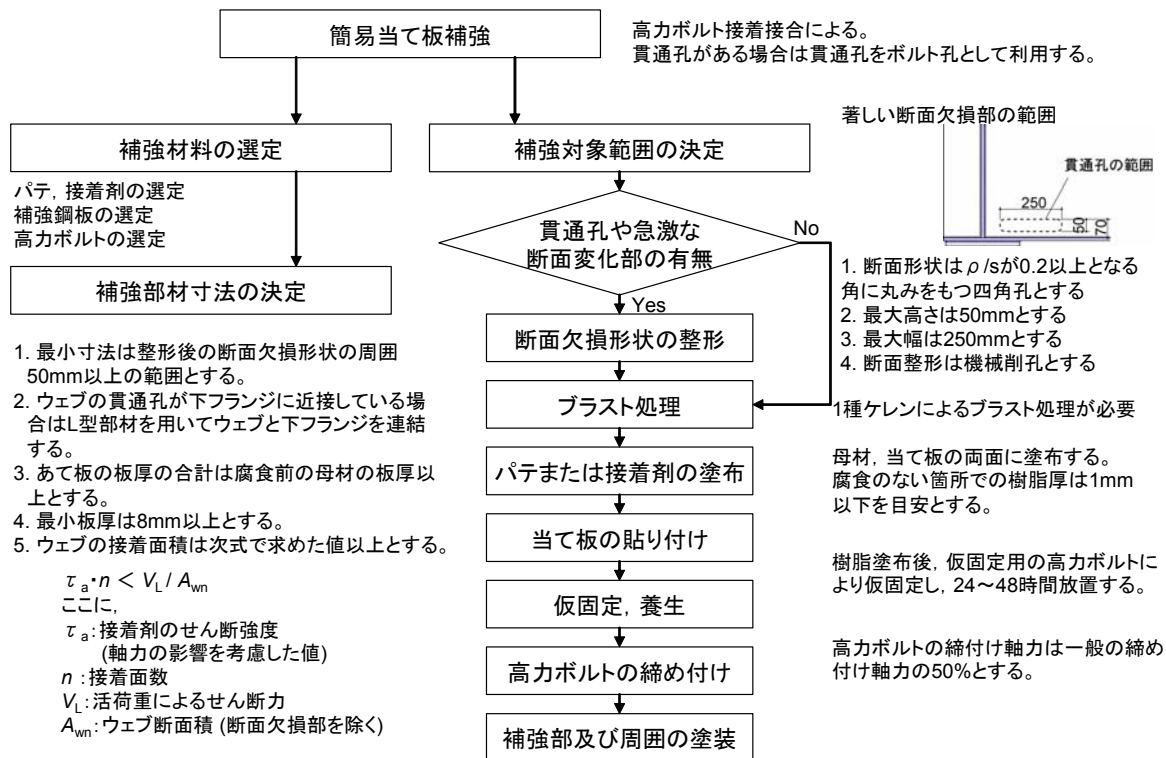 簡易当て板補強
高力ボルト接着接合による。
貫通孔がある場合は貫通孔をボルト孔として利用する。
補強材料の選定
パテ, 接着剤の選定
補強鋼板の選定
高力ボルトの選定
補強部材寸法の決定
1. 最小寸法は整形後の断面欠損形状の周囲
50mm以上の範囲とする。
2. ウェブの貫通孔が下フランジに近接している場
合はL型部材を用いてウェブと下フランジを連結
する。
3. あて板の板厚の合計は腐食前の母材の板厚以
上とする。
4. 最小板厚は8mm以上とする。
5. ウェブの接着面積は次式で求めた値以上とする。
τa・n < VL / Awn
ここに,
τa:接着剤のせん断強度
(軸力の影響を考慮した値)
n :接着面数
VL:活荷重によるせん断力
Awn:ウェブ断面積 (断面欠損部を除く)
補強対象範囲の決定
貫通孔や急激な
断面変化部の有無
No
Yes
断面欠損形状の整形
ブラスト処理
パテまたは接着剤の塗布
当て板の貼り付け
仮固定, 養生
高力ボルトの締め付け
補強部及び周囲の塗装
著しい断面欠損部の範囲
貫通孔の範囲
250
50
70
1. 断面形状はρ/sが0.2以上となる
角に丸みをもつ四角孔とする
2. 最大高さは50mmとする
3. 最大幅は250mmとする
4. 断面整形は機械削孔とする
1種ケレンによるブラスト処理が必要
母材, 当て板の両面に塗布する。
腐食のない箇所での樹脂厚は1mm
以下を目安とする。
樹脂塗布後, 仮固定用の高力ボルトに
より仮固定し, 24～48時間放置する。
高力ボルトの締付け軸力は一般の締め
付け軸力の50%とする。